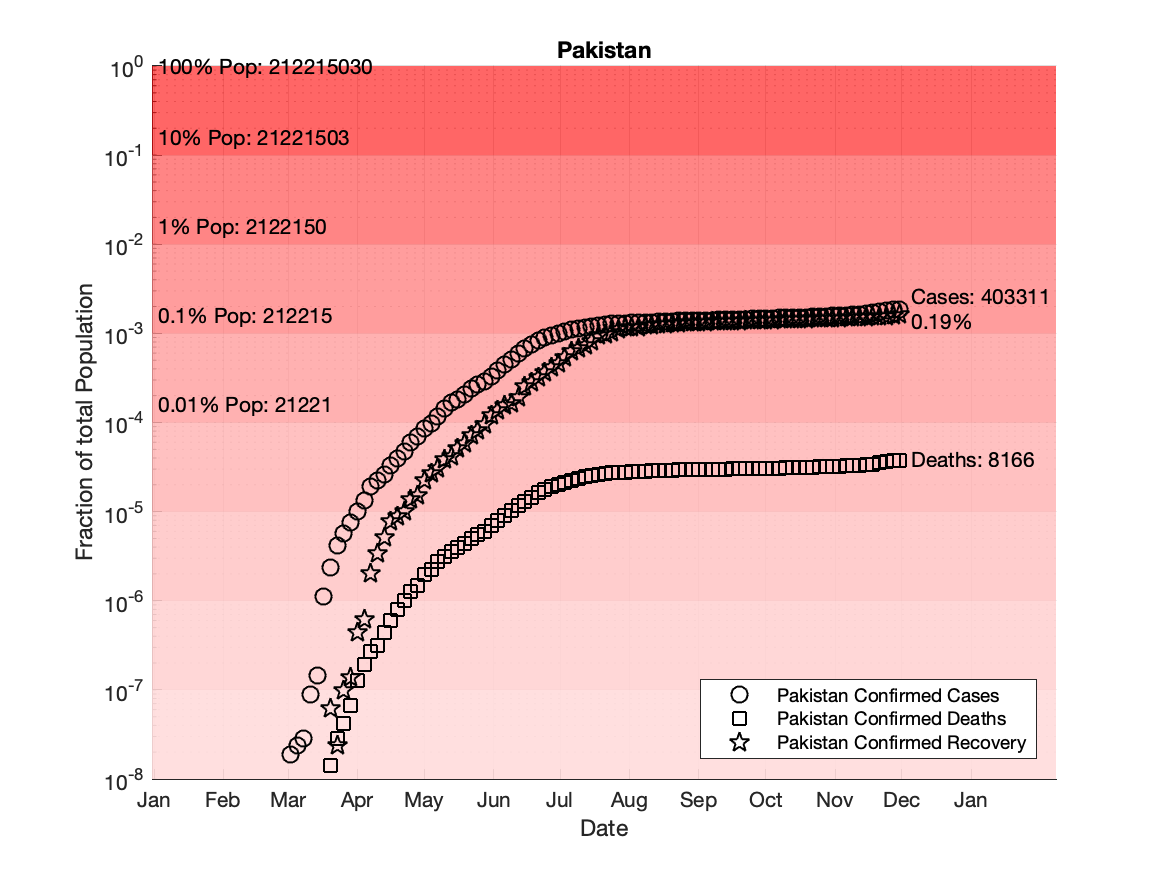 Pakistan
10^0
100% Pop: 212215030
10% Pop: 21221503
10^-1
1% Pop: 2122150
10^-2
0.1% Pop: 212215
10^-3
0.01% Pop: 21221
10^-4
10^-5
10^-6
10^-7
10^-8
Fraction of total Population
Cases: 403311
0.19%
Deaths: 8166
Pakistan Confirmed Cases
Pakistan Confirmed Deaths
Pakistan Confirmed Recovery
Jan Feb Mar Apr May Jun Jul Aug Sep Oct Nov Dec Jan
Date